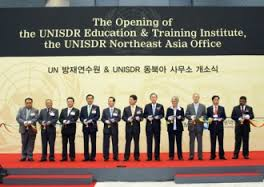 The Opening of
the UNISDR Education & Training Institute,
the UNISDR Northeast Asia Office
UN 방재연수원 & UNISDR 동북아 사무소 개소식